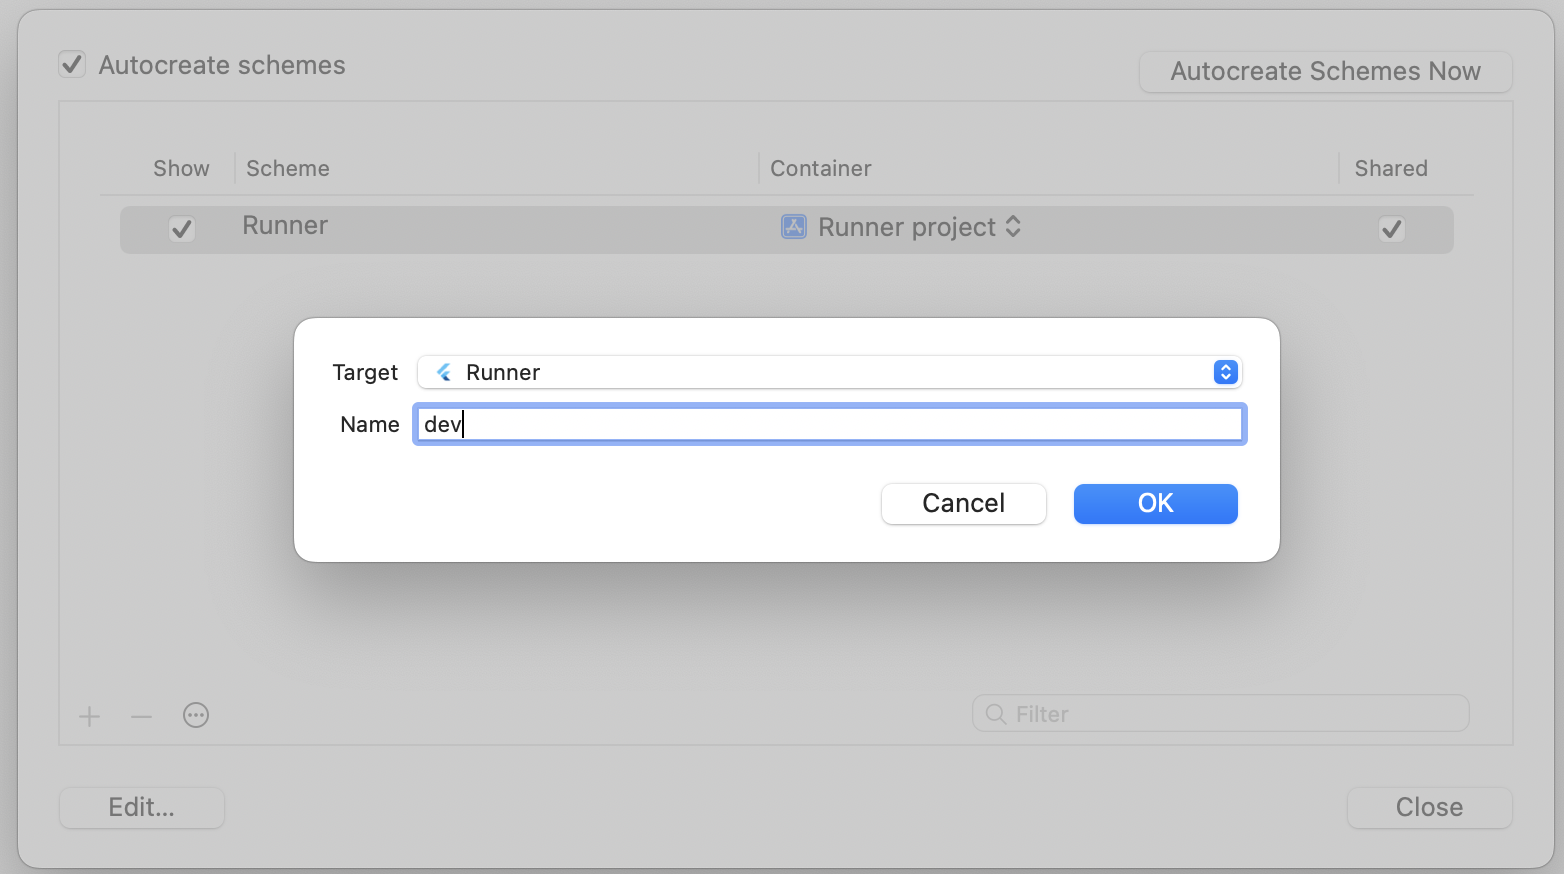 Autocreate schemes
Autocreate Schemes Now
Show Scheme Container Shared
Runner Runner project
Target Runner
Name dev
Cancel OK
Filter
Edit...
Close